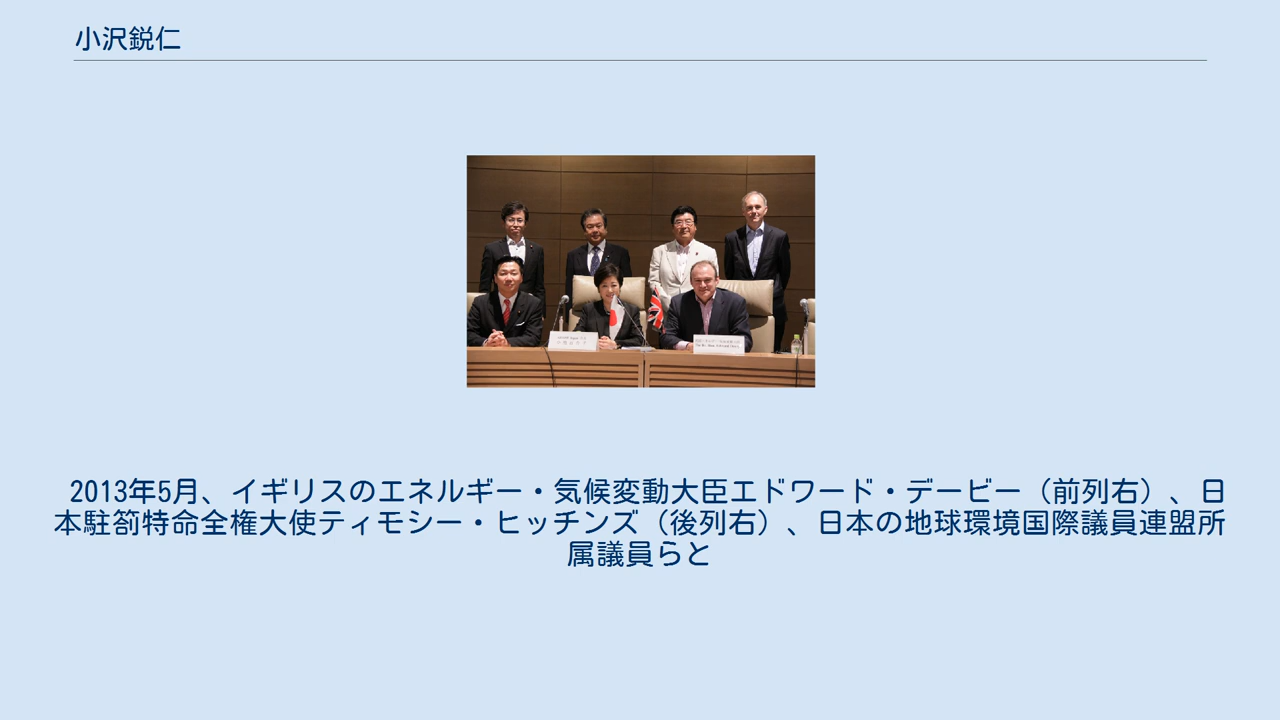 小沢鋭仁
2013年5月、イギリスのエネルギー・気候変動大臣エドワード・デービー（前列右）、日
本駐箚特命全権大使ティモシー・ヒッチンズ（後列右）、日本の地球環境国際議員連盟所
属議員らと